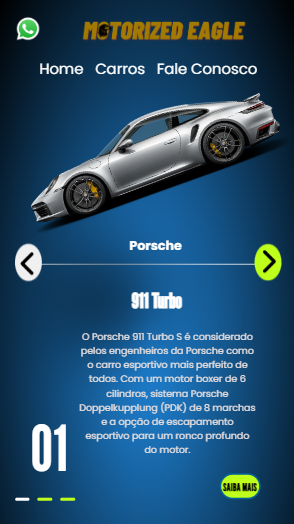 MOTORIZED EAGLE
Home Carros Fale Conosco
Porsche
911 Turbo
O Porsche 911 Turbo S é considerado
pelos engenheiros da Porsche como
o carro esportivo mais perfeito de
todos. Com um motor boxer de 6
cilindros, sistema Porsche
Doppelkupplung (PDK) de 8 marchas
e a opção de escapamento
esportivo para um ronco profundo
do motor.
01
SAIBA MAIS